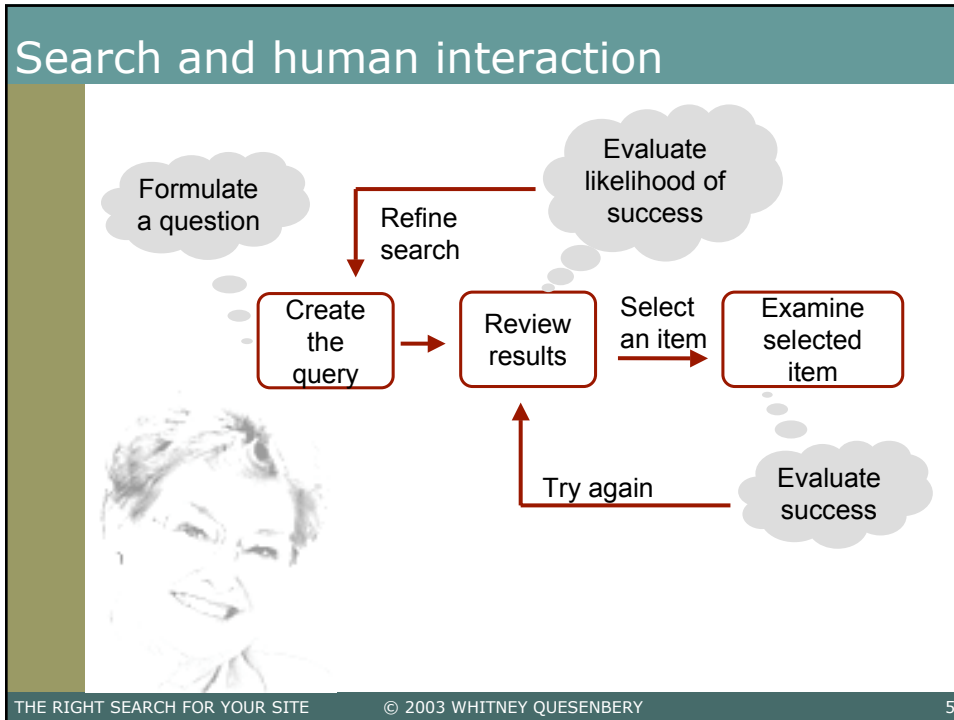 Search and human interaction
Formulate
a question
Evaluate
likelihood of
success
Refine
search
Create
the
query
Review
results
Select
an item
Examine
selected
item
Try again
Evaluate
success
THE RIGHT SEARCH FOR YOUR SITE © 2003 WHITNEY QUESENBERY 5